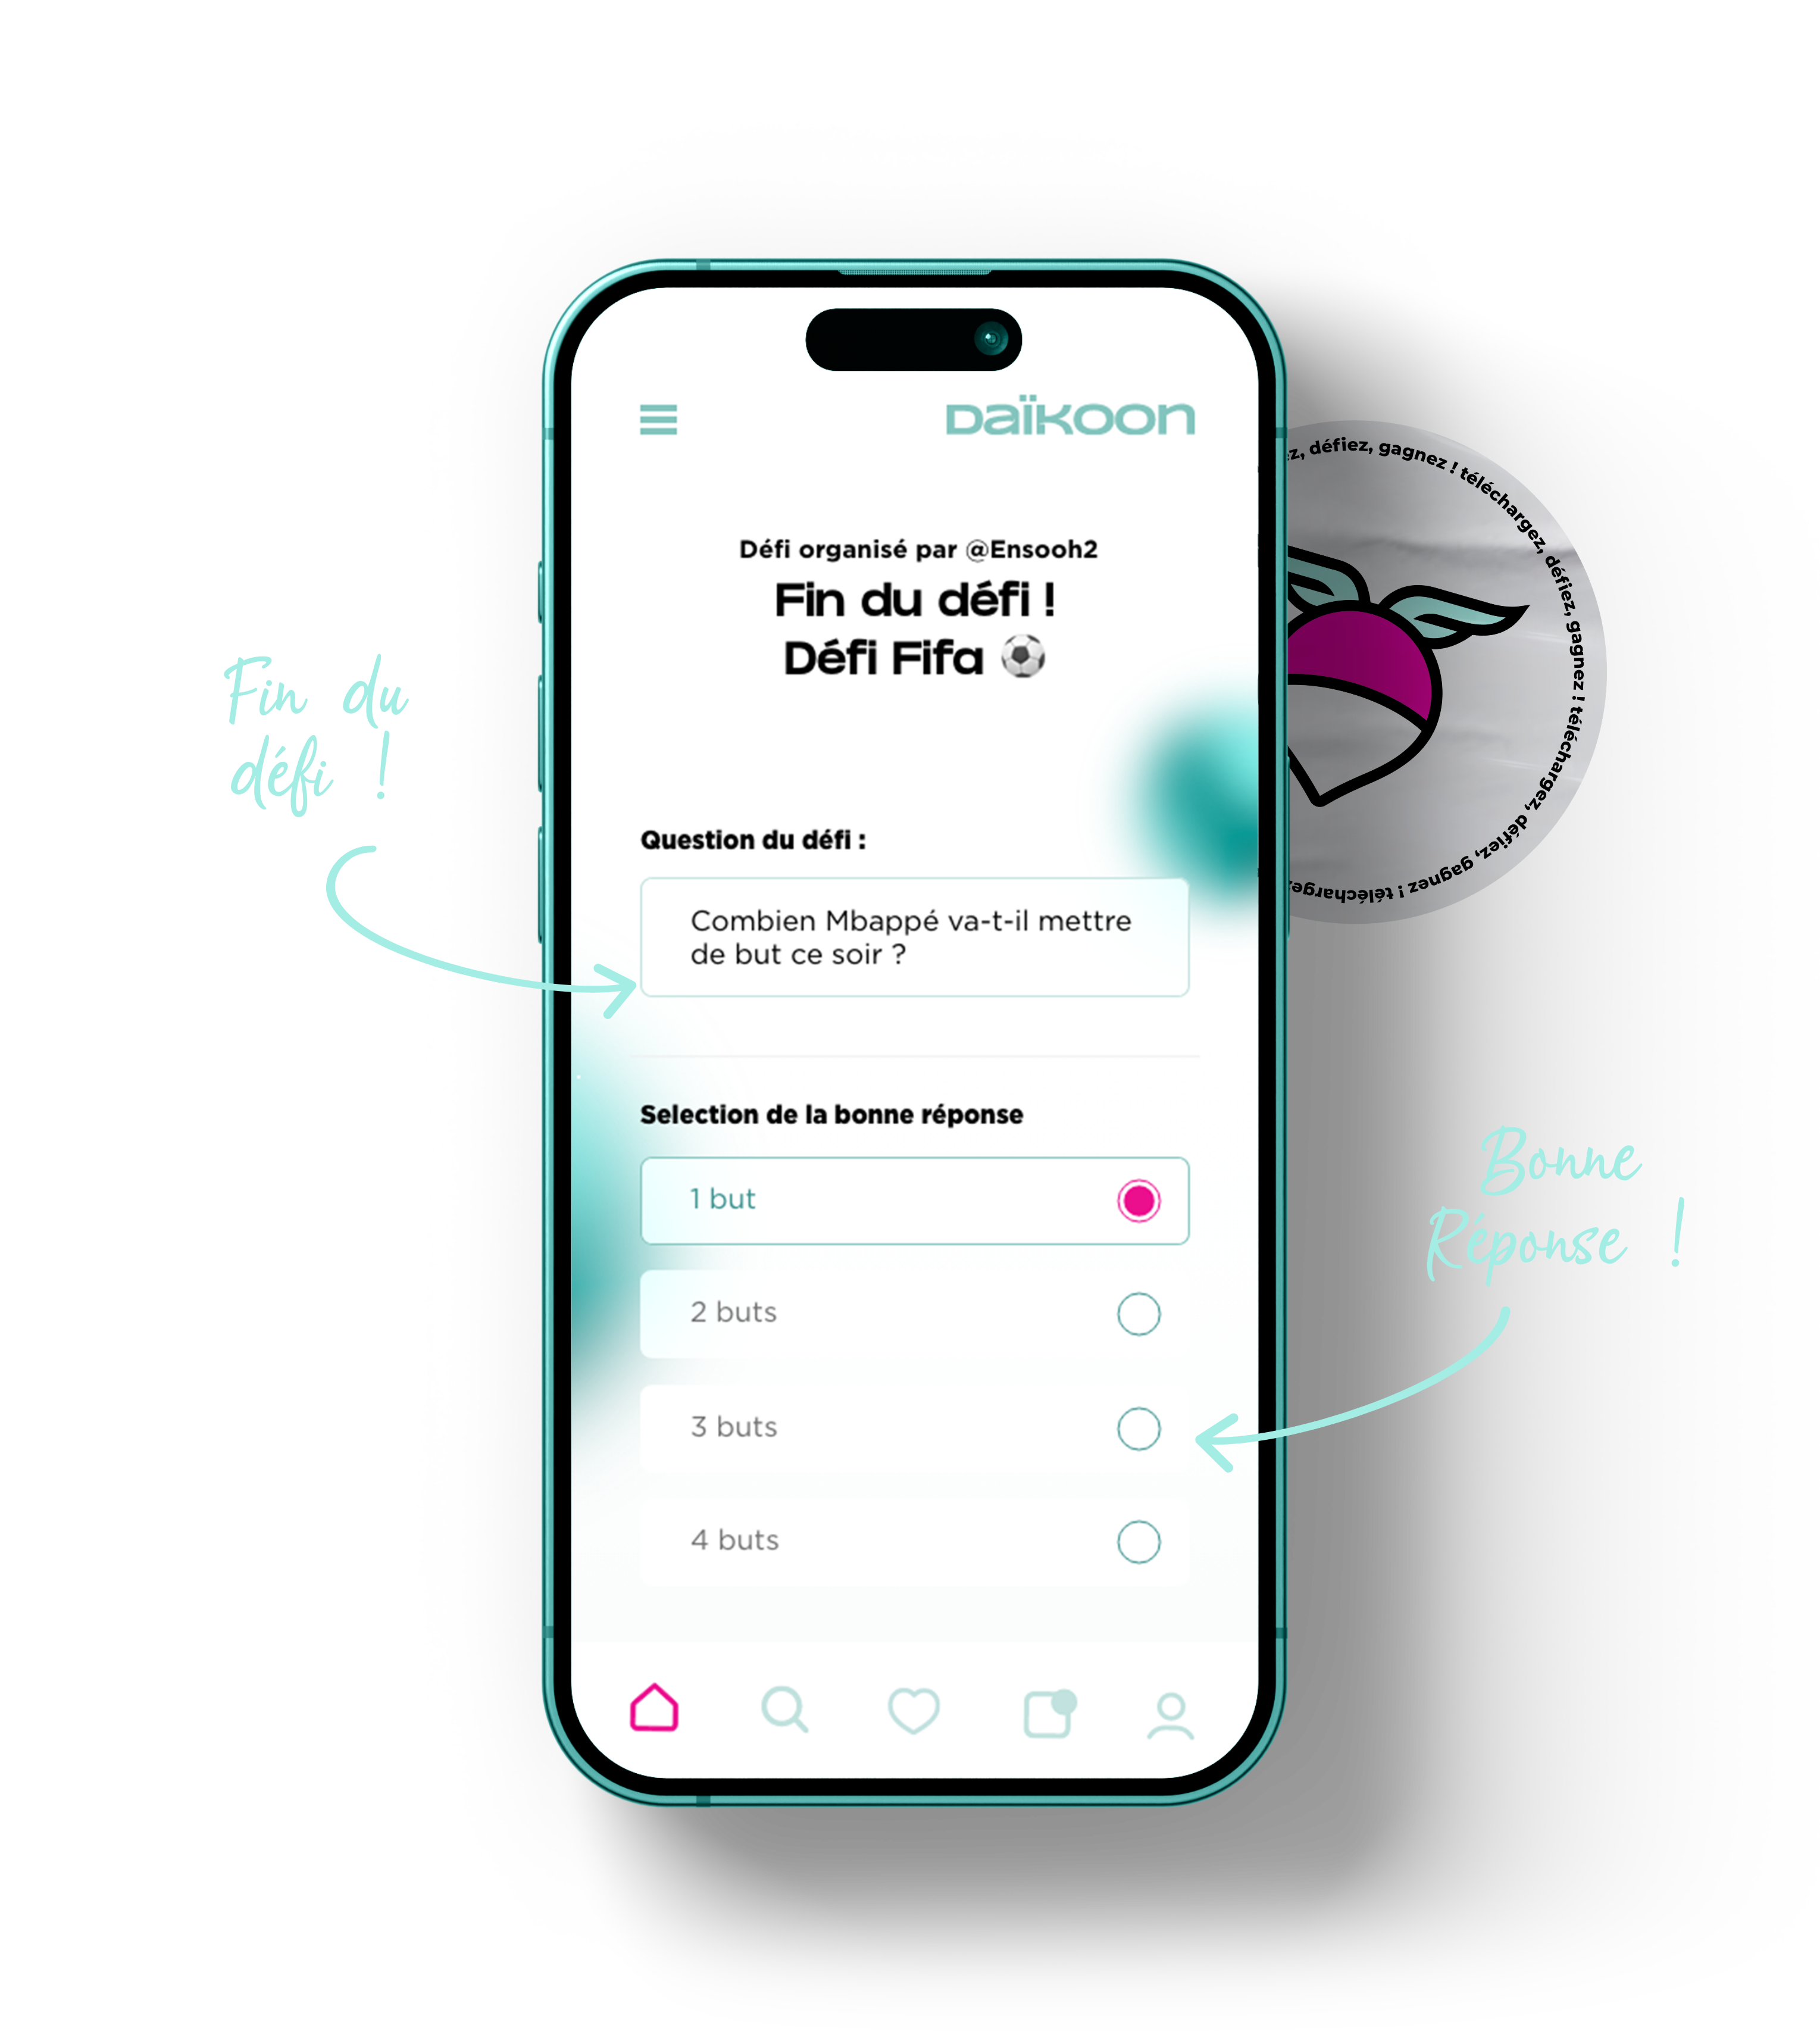 Daïkoon
Défi organisé par @Ensooh2
Fin du défi !
Défi Fifa
Fin du
défi !
Question du défi :
Combien Mbappé va-t-il mettre
de but ce soir ?
Selection de la bonne réponse
1 but
2 buts
3 buts
4 buts
Bonne
Réponse !
défiez, gagnez ! téléchargez, défiez, gagnez ! téléchargez, défiez, gagnez ! téléchargez